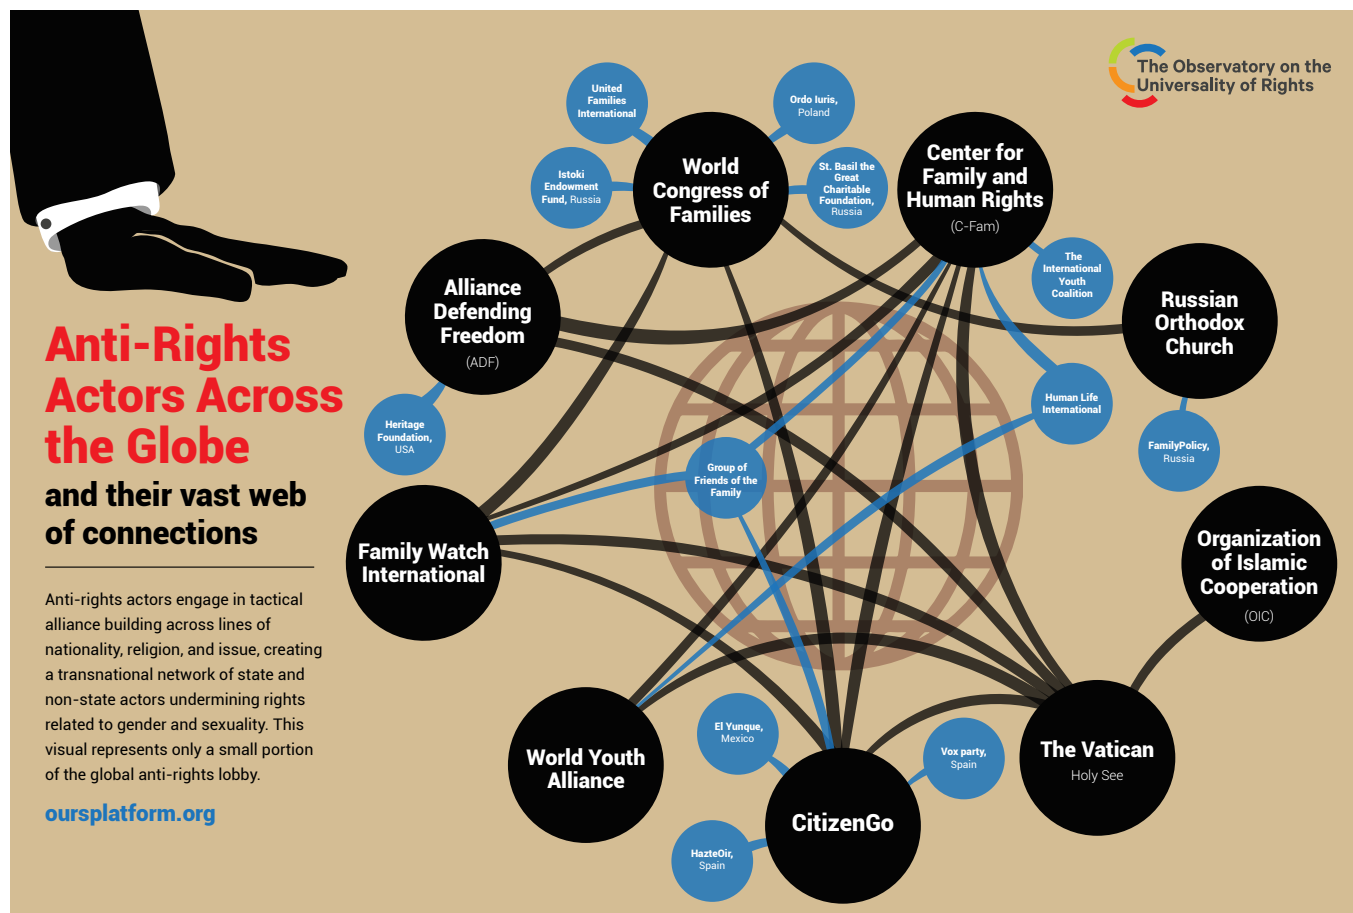 The Observatory on the
Universality of Rights
Anti-Rights
Actors Across
the Globe
and their vast web
of connections
Anti-rights actors engage in tactical
alliance building across lines of
nationality, religion, and issue, creating
a transnational network of state and
non-state actors undermining rights
related to gender and sexuality. This
visual represents only a small portion
of the global anti-rights lobby.
oursplatform.org
United
Families
International
Ordo Iuris,
Poland
World
Congress of
Families
Istoki
Endowment
Fund, Russia
St. Basil the
Great
Charitable
Foundation,
Russia
Center for
Family and
Human Rights
(C-Fam)
The
International
Youth
Coalition
Alliance
Defending
Freedom
(ADF)
Russian
Orthodox
Church
Heritage
Foundation,
USA
Human Life
International
FamilyPolicy,
Russia
Group of
Friends of the
Family
Family Watch
International
Organization
of Islamic
Cooperation
(OIC)
World Youth
Alliance
El Yunque,
Mexico
Vox party,
Spain
The Vatican
Holy See
CitizenGo
HazteOir,
Spain